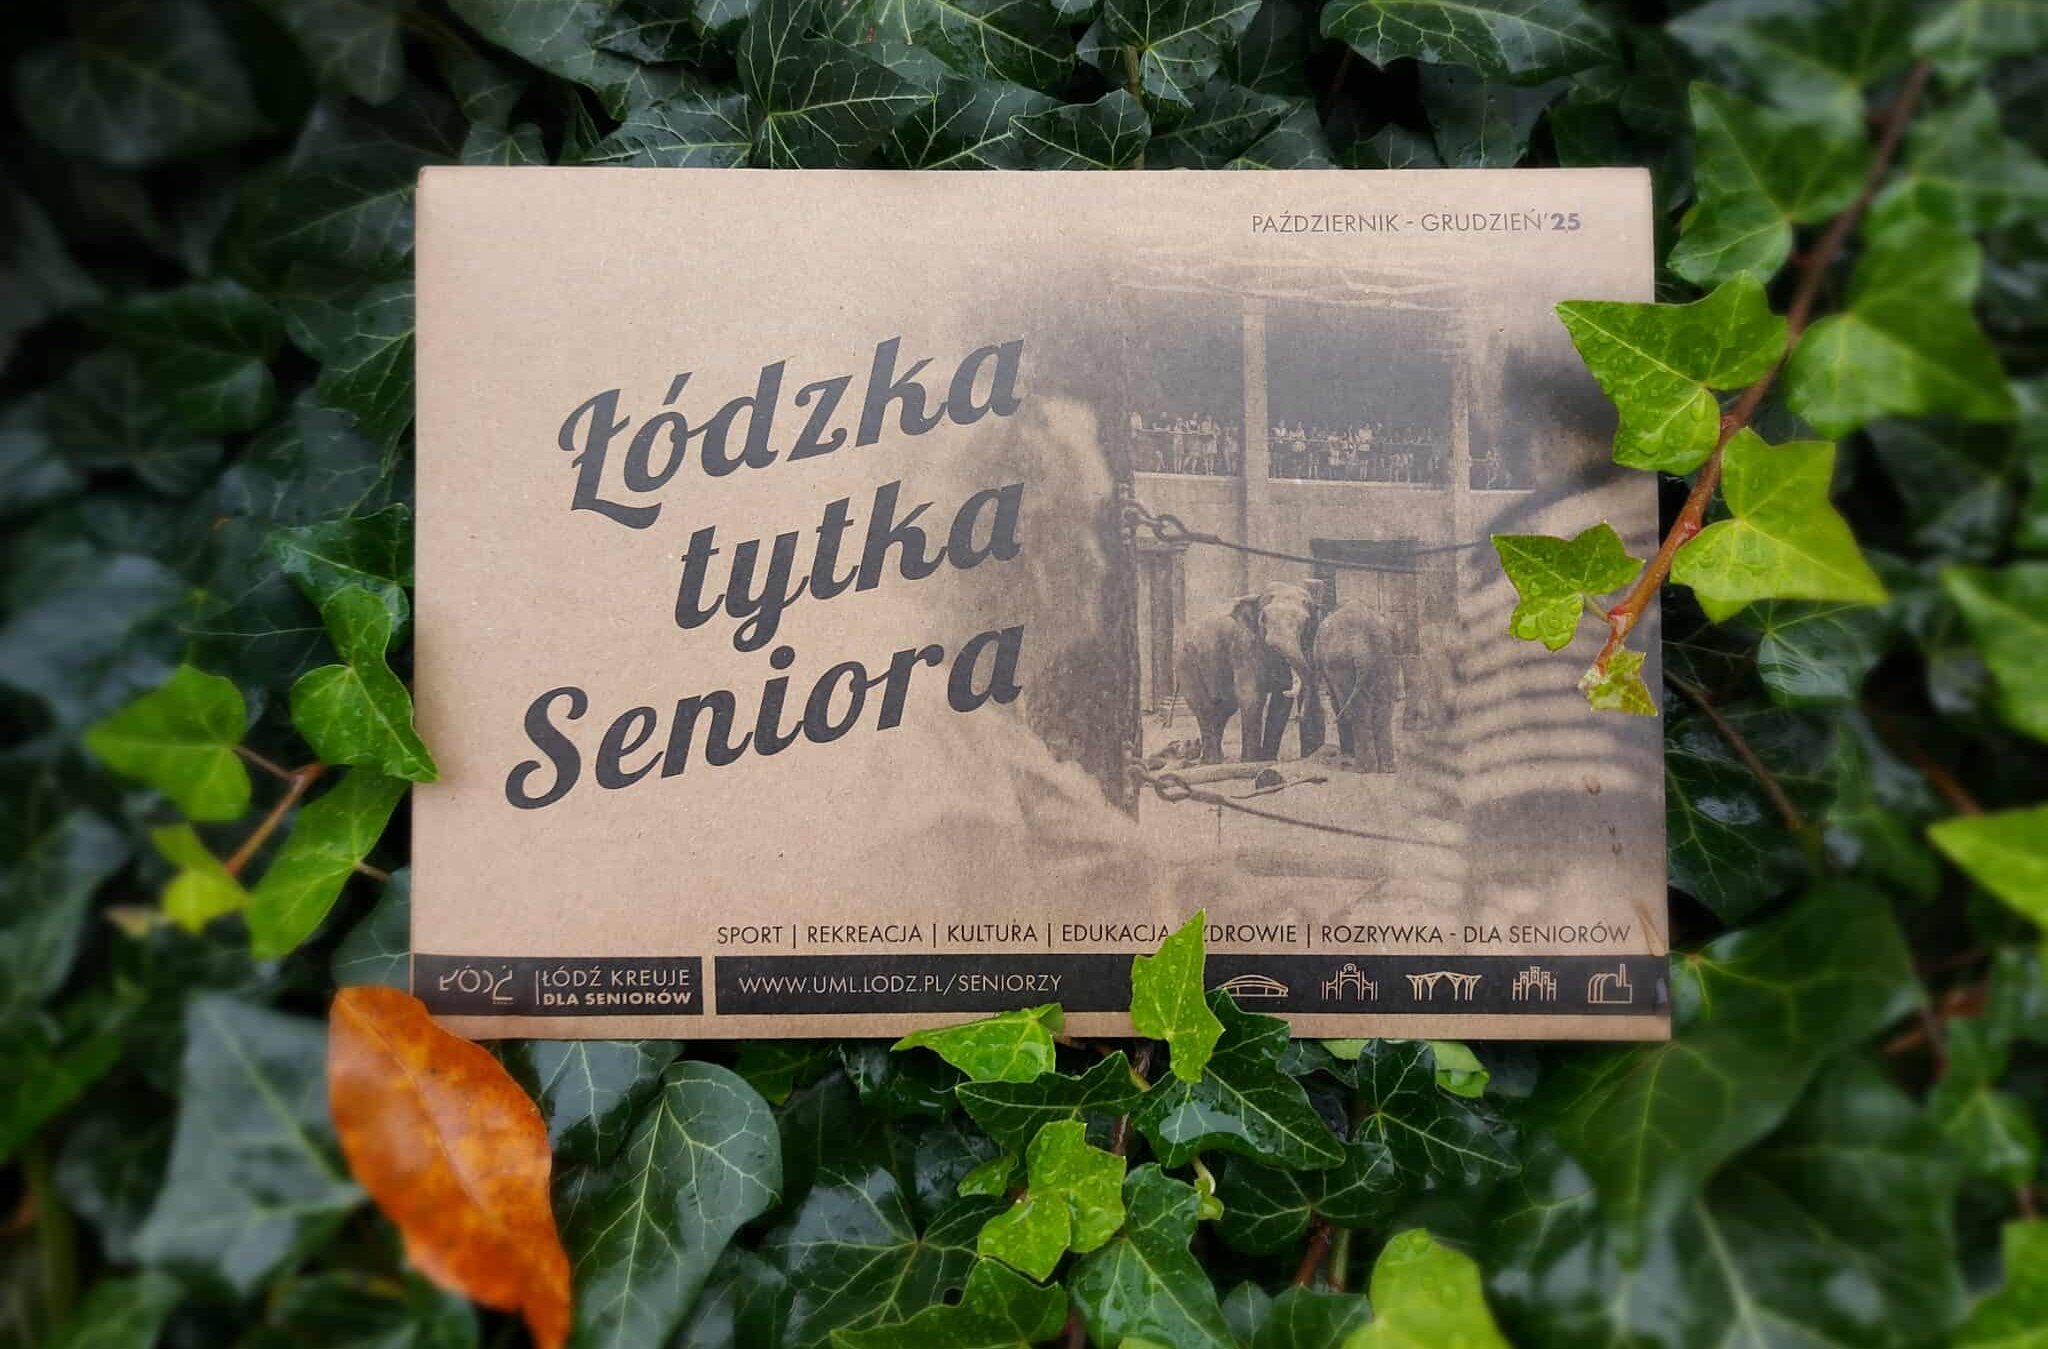 PAŹDZIERNIK - GRUDZIEŃ'25
Łódzka
tytka
Seniora
SPORT | REKREACJA | KULTURA | EDUKACJA ZDROWIE | ROZRYWKA - DLA SENIORÓW
ŁÓDŹ KREUJE
DLA SENIORÓW
WWW.UML.LODZ.PL/SENIORZY